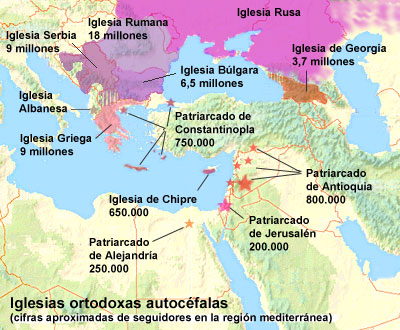 Iglesia Rumana
18 millones
Iglesia Rusa
Iglesia Serbia
9 millones
Iglesia de Georgia
3,7 millones
Iglesia Búlgara
6,5 millones
Iglesia
Albanesa
Patriarcado de
Constantinopla
750.000
Iglesia Griega
9 millones
Patriarcado
de Antioquía
800.000
Iglesia de Chipre
650.000
Patriarcado
de Jerusalén
200.000
Patriarcado
de Alejandría
250.000
Iglesias ortodoxas autocéfalas
(cifras aproximadas de seguidores en la región mediterránea)